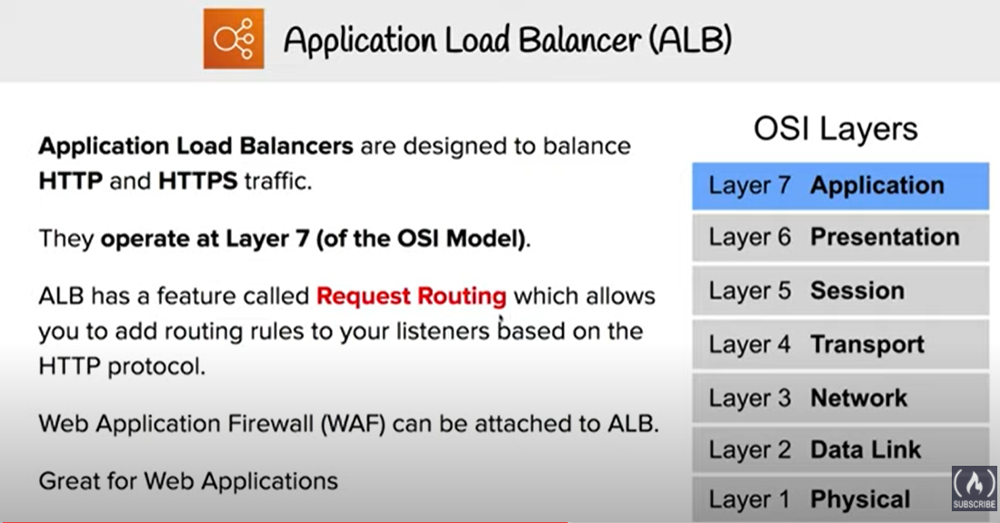 Application Load Balancer (ALB)
Application Load Balancers are designed to balance
HTTP and HTTPS traffic.
They operate at Layer 7 (of the OSI Model).
ALB has a feature called Request Routing which allows
you to add routing rules to your listeners based on the
HTTP protocol.
Web Application Firewall (WAF) can be attached to ALB.
Great for Web Applications
OSI Layers
Layer 7 Application
Layer 6 Presentation
Layer 5 Session
Layer 4 Transport
Layer 3 Network
Layer 2 Data Link
Layer 1 Physical
SUBSCRIBE